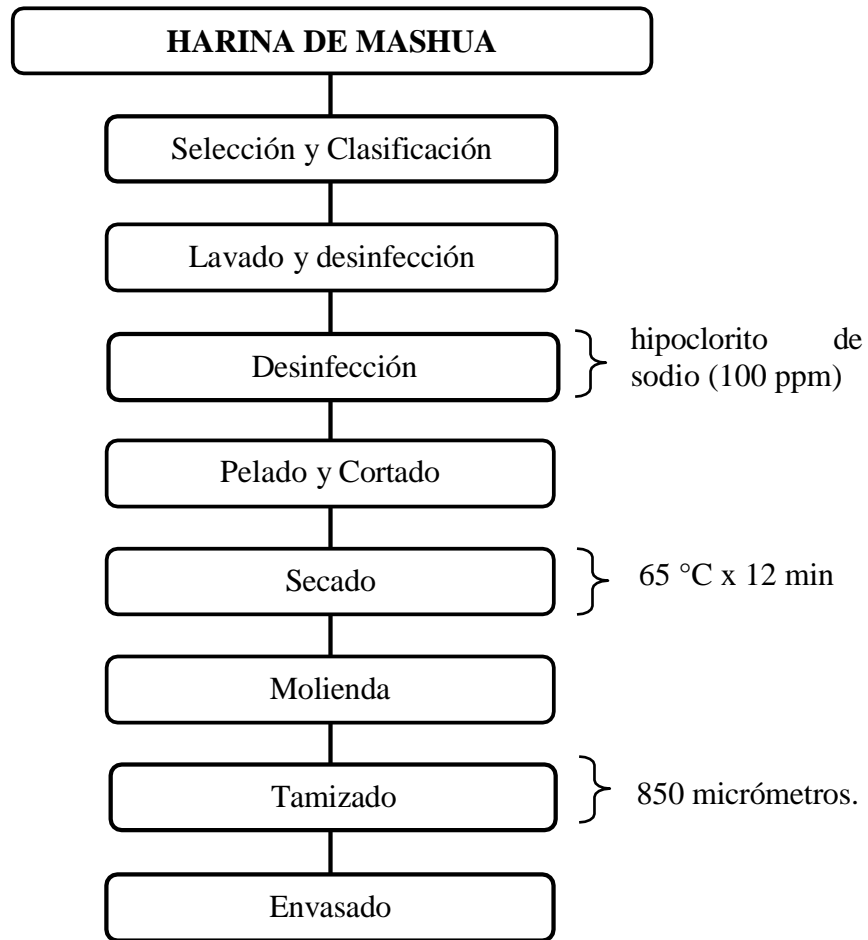 HARINA DE MASHUA
Selección y Clasificación
Lavado y desinfección
Desinfección
hipoclorito de
sodio (100 ppm)
Pelado y Cortado
Secado
65 °C x 12 min
Molienda
Tamizado
850 micrómetros.
Envasado